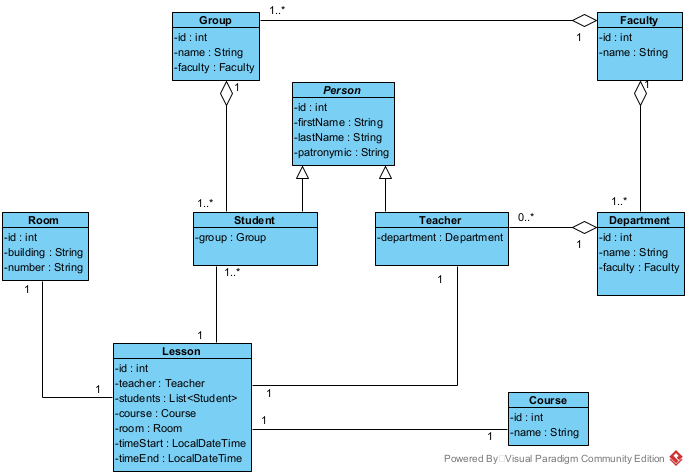 Group
-id : int
-name : String
-faculty : Faculty
1..*
1
Faculty
-id : int
-name : String
1
1
Person
-id : int
-firstName : String
-lastName : String
-patronymic : String
1..*
1..*
Room
-id : int
-building : String
-number : String
Student
-group : Group
Teacher
-department : Department
0..*
1
Department
-id : int
-name : String
-faculty : Faculty
1
1..*
1
1
Lesson
-id : int
-teacher : Teacher
-students : List<Student>
-course : Course
-room : Room
-timeStart : LocalDateTime
-timeEnd : LocalDateTime
1
1
1
1
Course
-id : int
-name : String
Powered By Visual Paradigm Community Edition